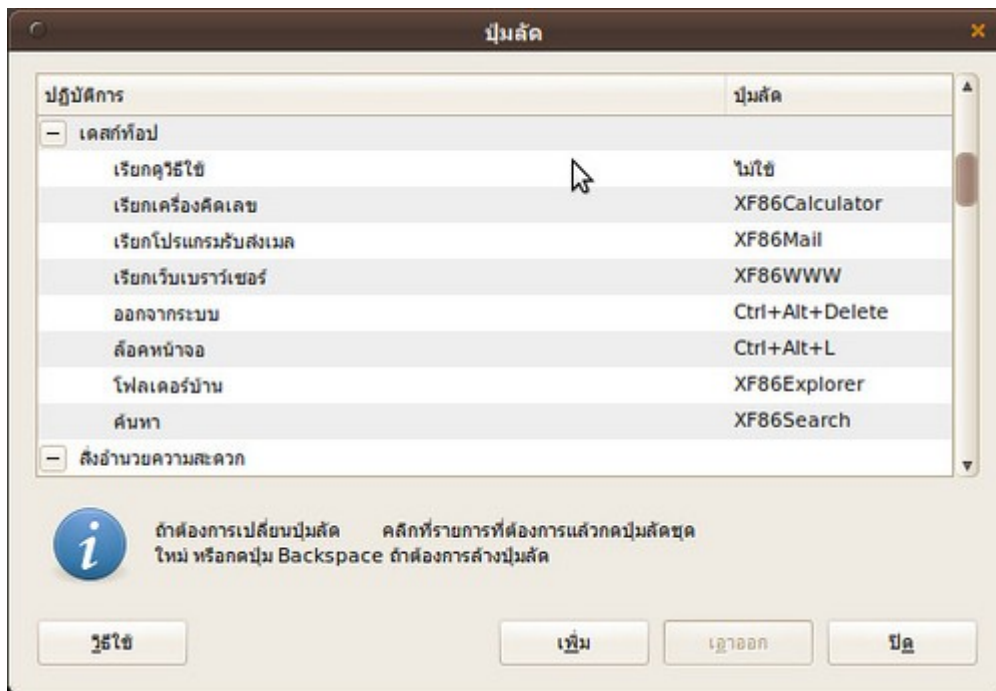 ปุ่มลัด
ปฏิบัติการ ปุ่มลัด
เดสก์ท็อป
เรียกดูวิธีใช้ ไม่ใช้
เรียกเครื่องคิดเลข XF86Calculator
เรียกโปรแกรมรับส่งเมล XF86Mail
เรียกเว็บเบราว์เซอร์ XF86WWW
ออกจากระบบ Ctrl+Alt+Delete
ล็อคหน้าจอ Ctrl+Alt+L
โฟลเดอร์บ้าน XF86Explorer
ค้นหา XF86Search
สิ่งอำนวยความสะดวก
ถ้าต้องการเปลี่ยนปุ่มลัด คลิกที่รายการที่ต้องการแล้วกดปุ่มลัดชุด
ใหม่ หรือกดปุ่ม Backspace ถ้าต้องการล้างปุ่มลัด
วิธีใช้ เพิ่ม เอาออก ปิด